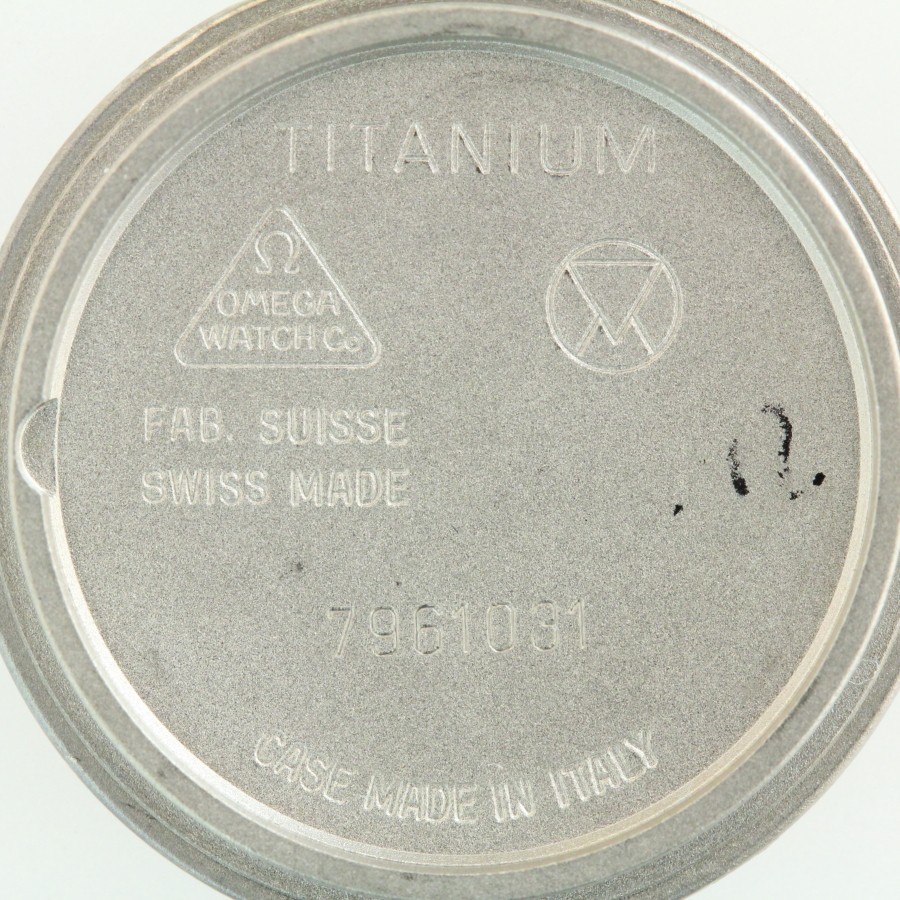 TITANIUM
Ω
OMEGA
WATCH Co
FAB. SUISSE
SWISS MADE
7961031
CASE MADE IN ITALY